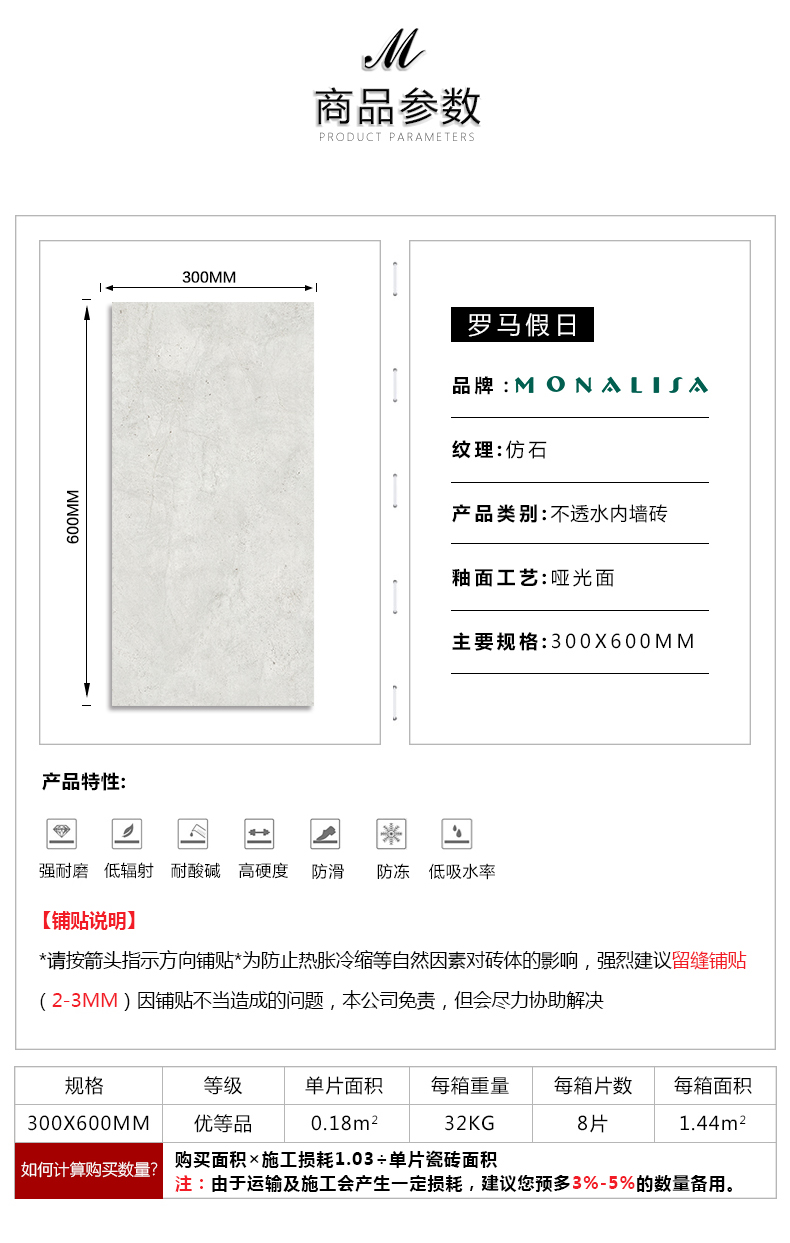 M
商品参数
PRODUCT PARAMETERS
300MM
600MM
罗马假日
品牌：MONALISA
纹理:仿石
产品类别:不透水内墙砖
釉面工艺:哑光面
主要规格:300X600MM
产品特性:
强耐磨 低辐射 耐酸碱 高硬度 防滑 防冻 低吸水率
【铺贴说明】
*请按箭头指示方向铺贴*为防止热胀冷缩等自然因素对砖体的影响，强烈建议留缝铺贴
（2-3MM）因铺贴不当造成的问题，本公司免责，但会尽力协助解决
规格 等级 单片面积 每箱重量 每箱片数 每箱面积
300X600MM 优等品 0.18m² 32KG 8片 1.44m²
如何计算购买数量?
购买面积×施工损耗1.03÷单片瓷砖面积
注：由于运输及施工会产生一定损耗，建议您预多3%-5%的数量备用。